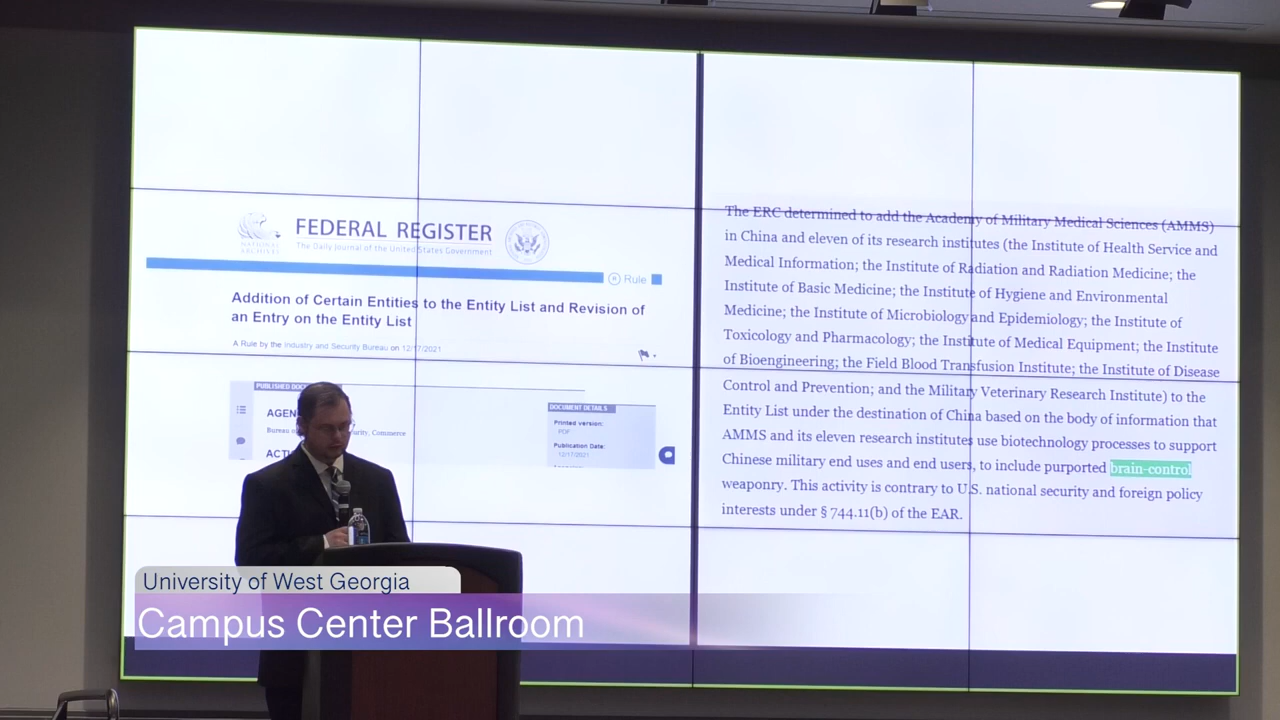 NATIONAL
ARCHIVES
FEDERAL REGISTER
The Daily Journal of the United States Government
Rule
Addition of Certain Entities to the Entity List and Revision of
an Entry on the Entity List
A Rule by the Industry and Security Bureau on 12/17/2021
PUBLISHED DOC
AGEN
Bureau o urity, Commerce
ACTI
DOCUMENT DETAILS
Printed version:
PDF
Publication Date:
12/17/2021
The ERC determined to add the Academy of Military Medical Sciences (AMMS)
in China and eleven of its research institutes (the Institute of Health Service and
Medical Information; the Institute of Radiation and Radiation Medicine; the
Institute of Basic Medicine; the Institute of Hygiene and Environmental
Medicine; the Institute of Microbiology and Epidemiology; the Institute of
Toxicology and Pharmacology; the Institute of Medical Equipment; the Institute
of Bioengineering; the Field Blood Transfusion Institute; the Institute of Disease
Control and Prevention; and the Military Veterinary Research Institute) to the
Entity List under the destination of China based on the body of information that
AMMS and its eleven research institutes use biotechnology processes to support
Chinese military end uses and end users, to include purported brain-control
weaponry. This activity is contrary to U.S. national security and foreign policy
interests under § 744.11(b) of the EAR.
University of West Georgia
Campus Center Ballroom